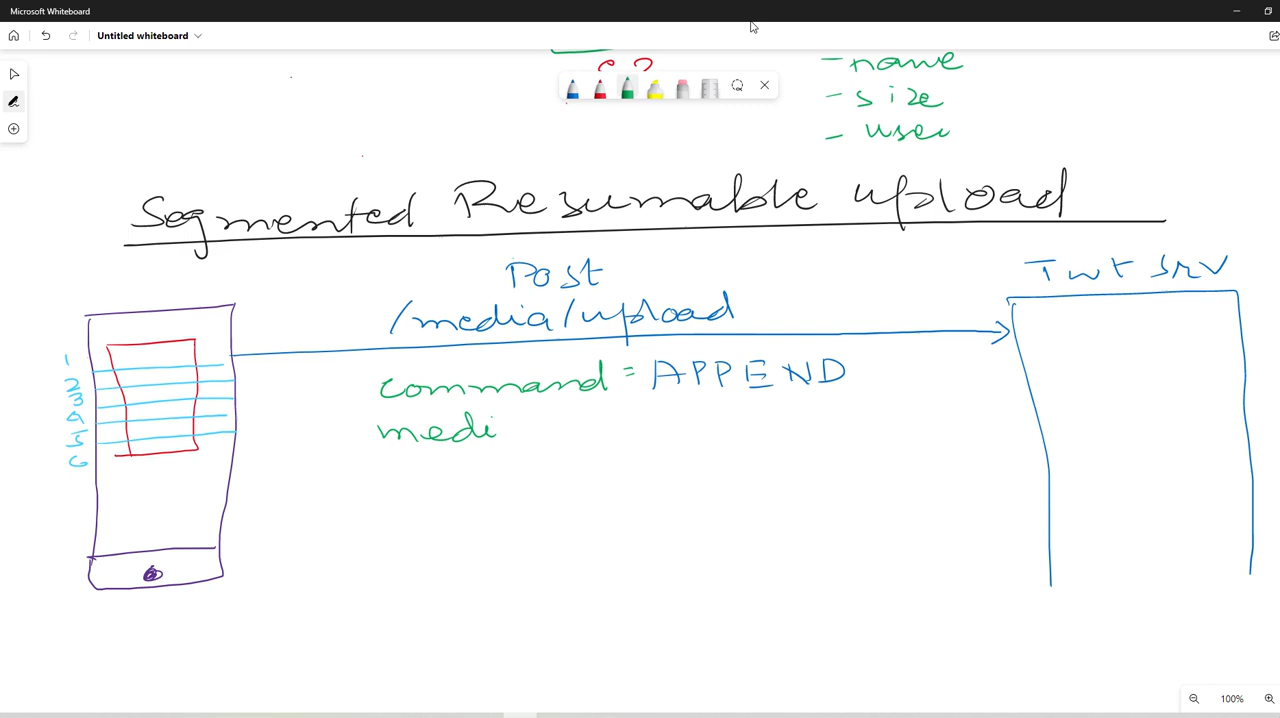 Microsoft Whiteboard
Untitled whiteboard
- name
- size
- user
Segmented Resumable upload
Post
/media/upload
Twt SRV
command = APPEND
medi
1
2
3
4
5
6
100%